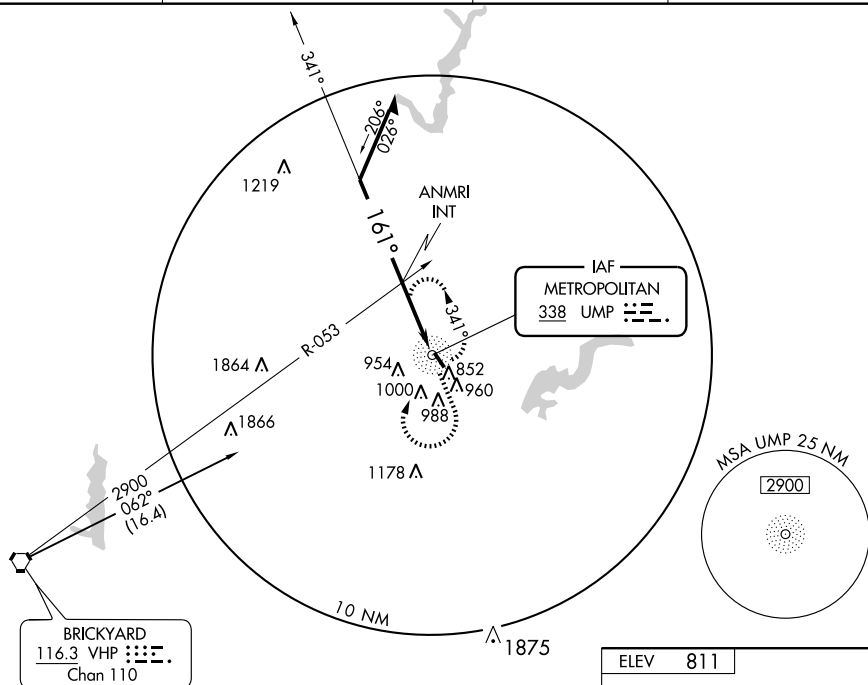 341°
206°
026°
1219
ANMRI
INT
161°
IAF
METROPOLITAN
338 UMP
341°
R-053
1864
954
852
1000
960
988
1866
1178
2900
062°
(16.4)
MSA UMP 25 NM
2900
10 NM
1875
BRICKYARD
116.3 VHP
Chan 110
ELEV 811